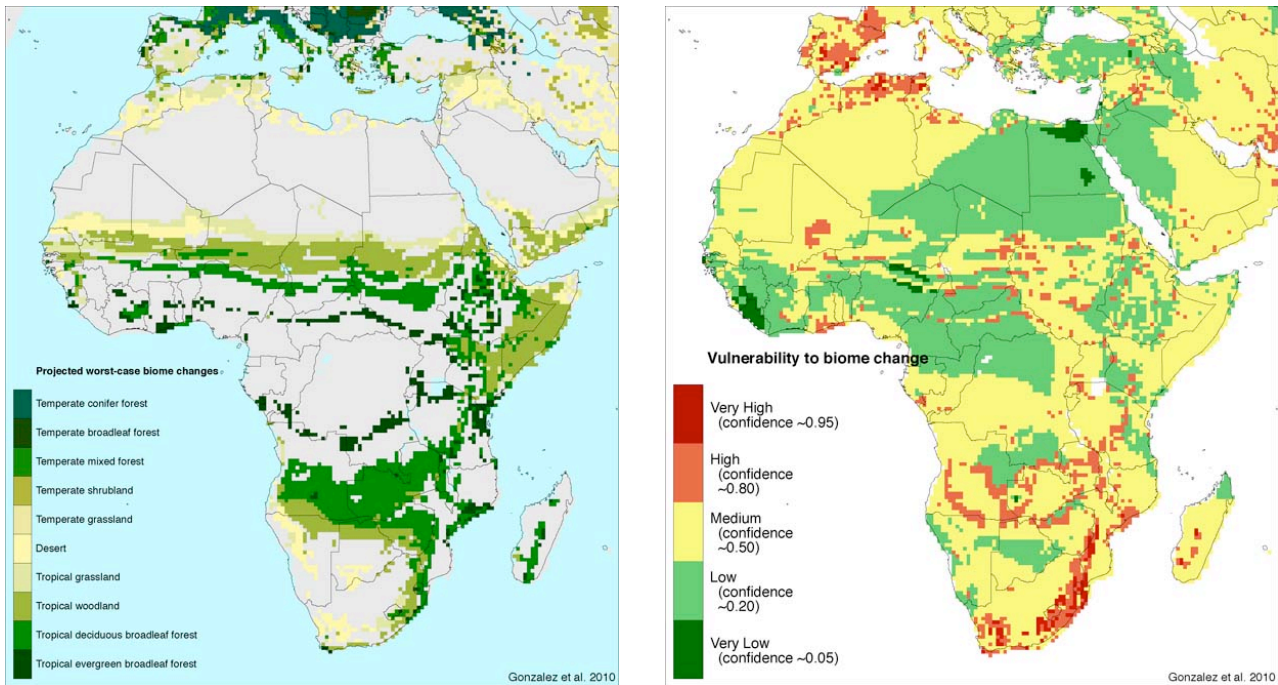 Projected worst-case biome changes
Temperate conifer forest
Temperate broadleaf forest
Temperate mixed forest
Temperate shrubland
Temperate grassland
Desert
Tropical grassland
Tropical woodland
Tropical deciduous broadleaf forest
Tropical evergreen broadleaf forest
Gonzalez et al. 2010
Vulnerability to biome change
Very High
(confidence ~0.95)
High
(confidence
~0.80)
Medium
(confidence
~0.50)
Low
(confidence
~0.20)
Very Low
(confidence ~0.05)
Gonzalez et al. 2010